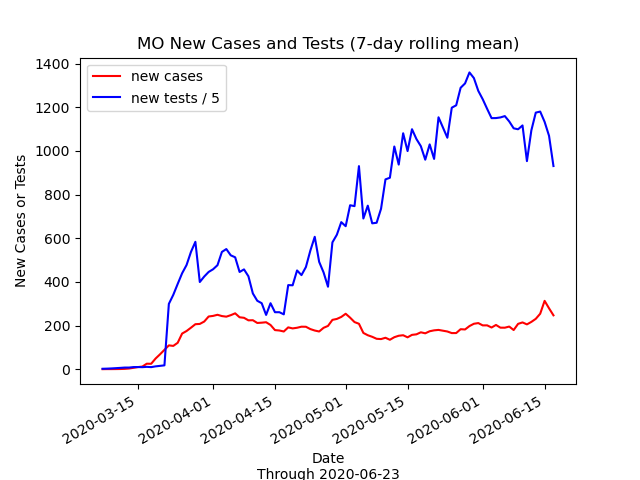 MO New Cases and Tests (7-day rolling mean)
new cases
new tests / 5
New Cases or Tests
1400
1200
1000
800
600
400
200
0
2020-03-15
2020-04-01
2020-04-15
2020-05-01
2020-05-15
2020-06-01
2020-06-15
Date
Through 2020-06-23